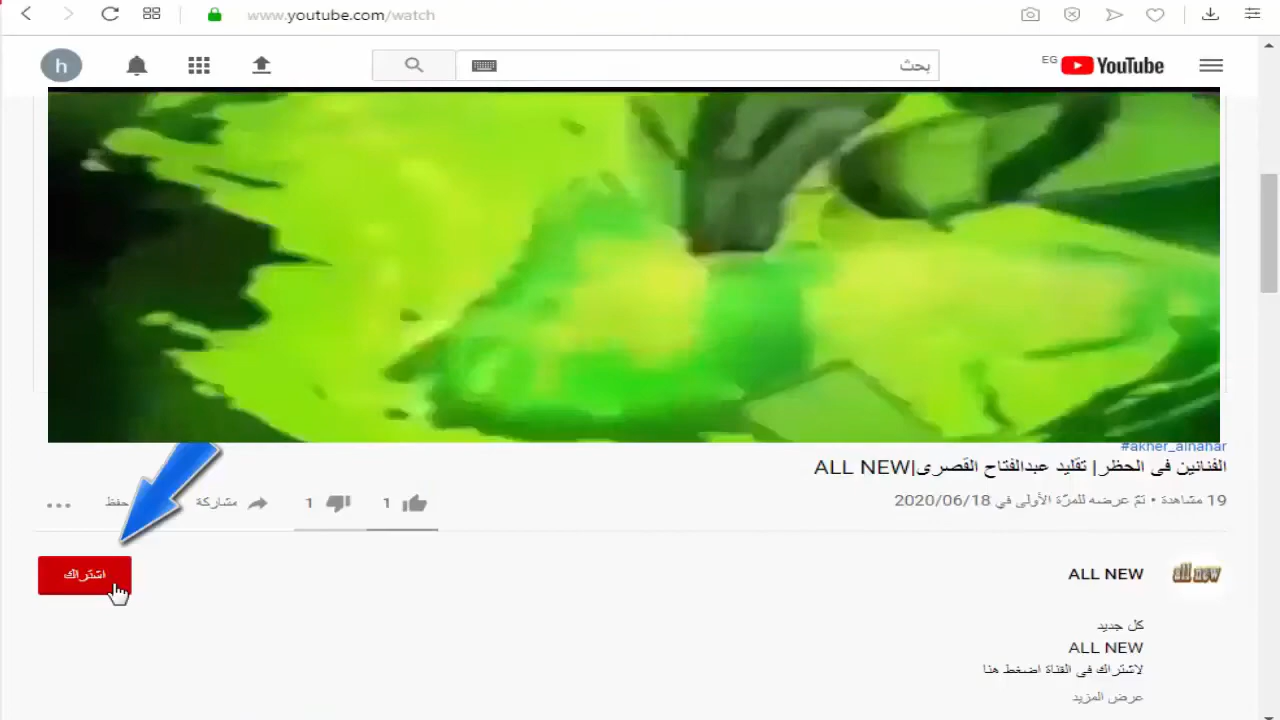 www.youtube.com/watch
h
بحث
YouTube EG
#akher_alnahar
الفنانين فى الحظر| تقليد عبدالفتاح القصرى|ALL NEW
19 مشاهدة • تمّ عرضه للمرّة الأولى في 18/06/2020
1
1
مشاركة
حفظ
all new
ALL NEW
اشتراك
كل جديد
ALL NEW
لاشتراك فى القناة اضغط هنا
عرض المزيد